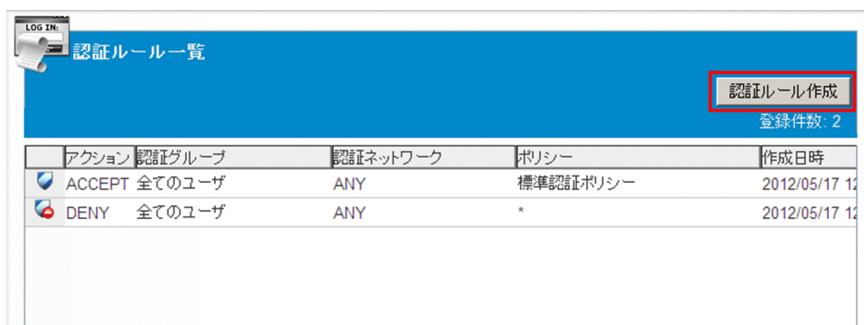 LOG IN:
認証ルール一覧
認証ルール作成
登録件数: 2
アクション 認証グループ 認証ネットワーク ポリシー 作成日時
ACCEPT 全てのユーザ ANY 標準認証ポリシー 2012/05/17 12
DENY 全てのユーザ ANY * 2012/05/17 12